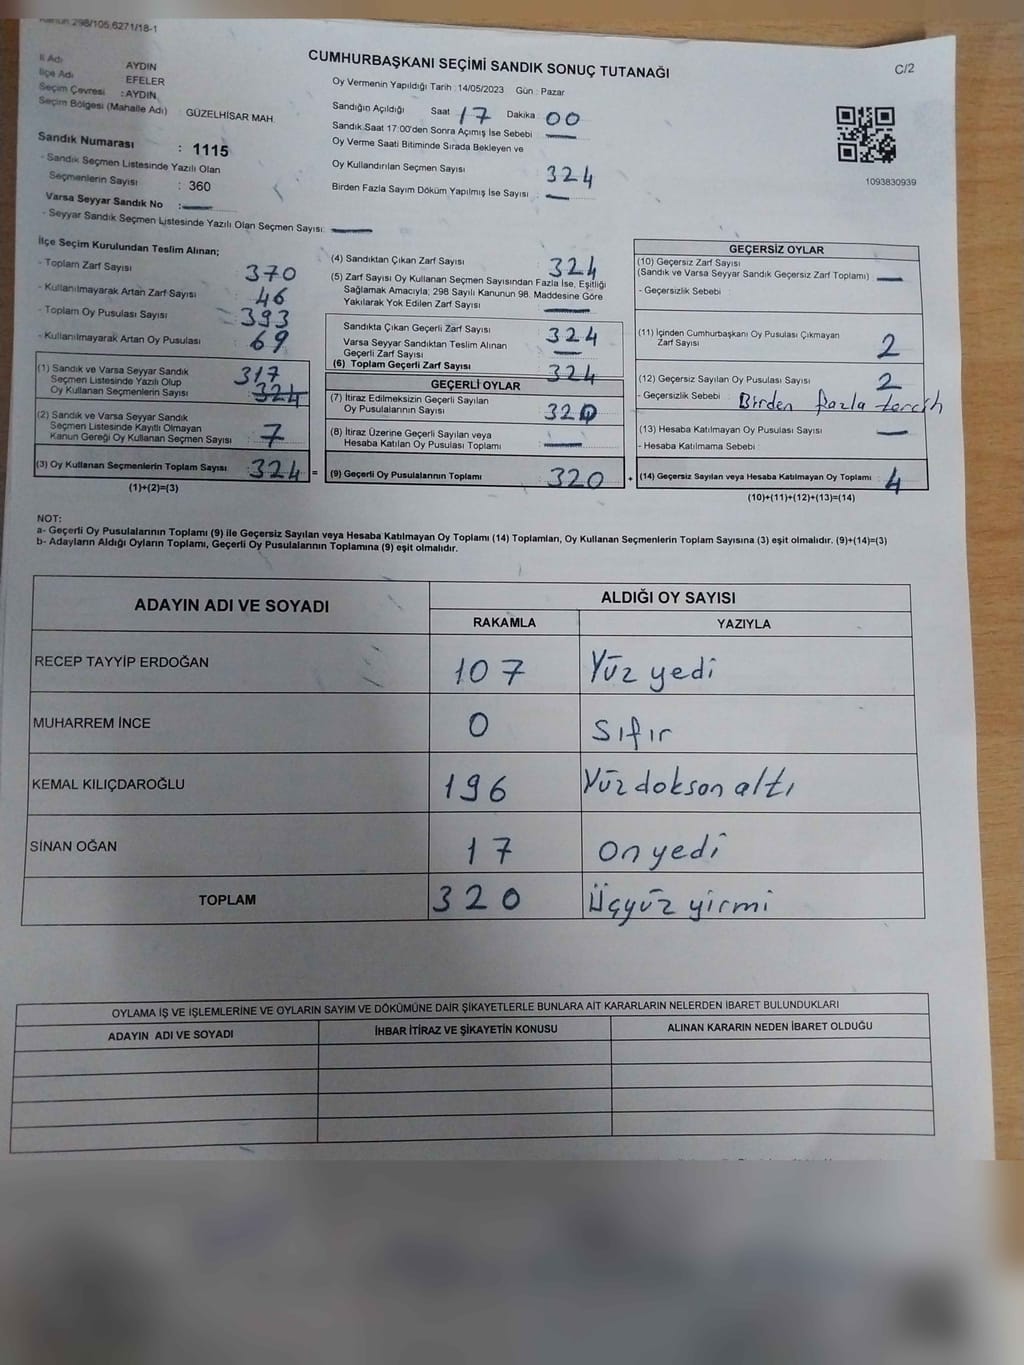 Kanun 298/105,6271/18-1
CUMHURBAŞKANI SEÇİMİ SANDIK SONUÇ TUTANAĞI
C/2
İl Adı AYDIN
İlçe Adı EFELER
Seçim Çevresi : AYDIN
Seçim Bölgesi (Mahalle Adı) GÜZELHİSAR MAH.
Sandık Numarası : 1115
- Sandık Seçmen Listesinde Yazılı Olan
Seçmenlerin Sayısı : 360
Varsa Seyyar Sandık No :
- Seyyar Sandık Seçmen Listesinde Yazılı Olan Seçmen Sayısı:
Oy Vermenin Yapıldığı Tarih : 14/05/2023 Gün : Pazar
Sandığın Açıldığı Saat 17 Dakika 00
Sandık Saat 17:00'den Sonra Açımış İse Sebebi
Oy Verme Saati Bitiminde Sırada Bekleyen ve
Oy Kullandırılan Seçmen Sayısı 324
Birden Fazla Sayım Döküm Yapılmış İse Sayısı :
1093830939
İlçe Seçim Kurulundan Teslim Alınan;
- Toplam Zarf Sayısı 370
- Kullanılmayarak Artan Zarf Sayısı 46
- Toplam Oy Pusulası Sayısı 393
- Kullanılmayarak Artan Oy Pusulası 69
(1) Sandık ve Varsa Seyyar Sandık 317
Seçmen Listesinde Yazılı Olup
Oy Kullanan Seçmenlerin Sayısı 324
(2) Sandık ve Varsa Seyyar Sandık
Seçmen Listesinde Kayıtlı Olmayan
Kanun Gereği Oy Kullanan Seçmen Sayısı : 7
(3) Oy Kullanan Seçmenlerin Toplam Sayısı 324 =
(1)+(2)=(3)
(4) Sandıktan Çıkan Zarf Sayısı 324
(5) Zarf Sayısı Oy Kullanan Seçmen Sayısından Fazla İse, Eşitliği
Sağlamak Amacıyla; 298 Sayılı Kanunun 98. Maddesine Göre
Yakılarak Yok Edilen Zarf Sayısı
Sandıkta Çıkan Geçerli Zarf Sayısı : 324
Varsa Seyyar Sandıktan Teslim Alınan
Geçerli Zarf Sayısı
(6) Toplam Geçerli Zarf Sayısı 324
GEÇERLİ OYLAR
(7) İtiraz Edilmeksizin Geçerli Sayılan
Oy Pusulalarının Sayısı : 320
(8) İtiraz Üzerine Geçerli Sayılan veya
Hesaba Katılan Oy Pusulası Toplamı :
(9) Geçerli Oy Pusulalarının Toplamı 320 +
GEÇERSİZ OYLAR
(10) Geçersiz Zarf Sayısı
(Sandık ve Varsa Seyyar Sandık Geçersiz Zarf Toplamı) :
- Geçersizlik Sebebi :
(11) İçinden Cumhurbaşkanı Oy Pusulası Çıkmayan
Zarf Sayısı : 2
(12) Geçersiz Sayılan Oy Pusulası Sayısı : 2
- Geçersizlik Sebebi : Birden fazla tercih
(13) Hesaba Katılmayan Oy Pusulası Sayısı :
- Hesaba Katılmama Sebebi :
(14) Geçersiz Sayılan veya Hesaba Katılmayan Oy Toplamı : 4
(10)+(11)+(12)+(13)=(14)
NOT:
a- Geçerli Oy Pusulalarının Toplamı (9) ile Geçersiz Sayılan veya Hesaba Katılmayan Oy Toplamı (14) Toplamları, Oy Kullanan Seçmenlerin Toplam Sayısına (3) eşit olmalıdır. (9)+(14)=(3)
b- Adayların Aldığı Oyların Toplamı, Geçerli Oy Pusulalarının Toplamına (9) eşit olmalıdır.
ADAYIN ADI VE SOYADI ALDIĞI OY SAYISI
RAKAMLA YAZIYLA
RECEP TAYYİP ERDOĞAN 107 Yüz yedi
MUHARREM İNCE 0 Sıfır
KEMAL KILIÇDAROĞLU 196 Yüz dokson altı
SİNAN OĞAN 17 on yedi
TOPLAM 320 Üçyüz yirmi
OYLAMA İŞ VE İŞLEMLERİNE VE OYLARIN SAYIM VE DÖKÜMÜNE DAİR ŞİKAYETLERLE BUNLARA AİT KARARLARIN NELERDEN İBARET BULUNDUKLARI
ADAYIN ADI VE SOYADI İHBAR İTİRAZ VE ŞİKAYETİN KONUSU ALINAN KARARIN NEDEN İBARET OLDUĞU